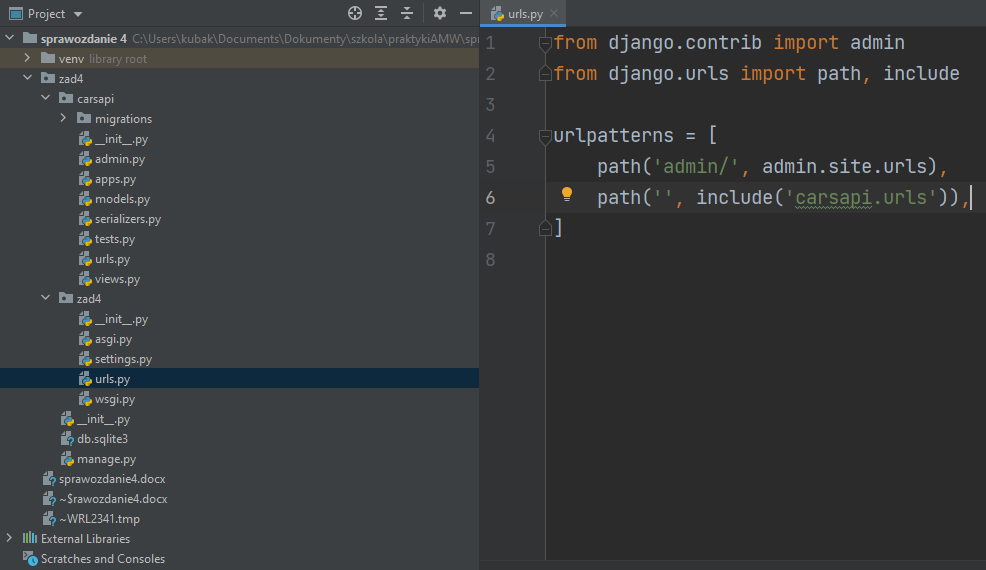 Project
sprawozdanie 4 C:\Users\kubak\Documents\Dokumenty\szkola\praktykiAMW\spr
venv library root
zad4
carsapi
migrations
__init__.py
admin.py
apps.py
models.py
serializers.py
tests.py
urls.py
views.py
zad4
__init__.py
asgi.py
settings.py
urls.py
wsgi.py
__init__.py
db.sqlite3
manage.py
sprawozdanie4.docx
~$rawozdanie4.docx
~WRL2341.tmp
External Libraries
Scratches and Consoles
urls.py
1 from django.contrib import admin
2 from django.urls import path, include
3
4 urlpatterns = [
5 path('admin/', admin.site.urls),
6 path('', include('carsapi.urls')),
7 ]
8